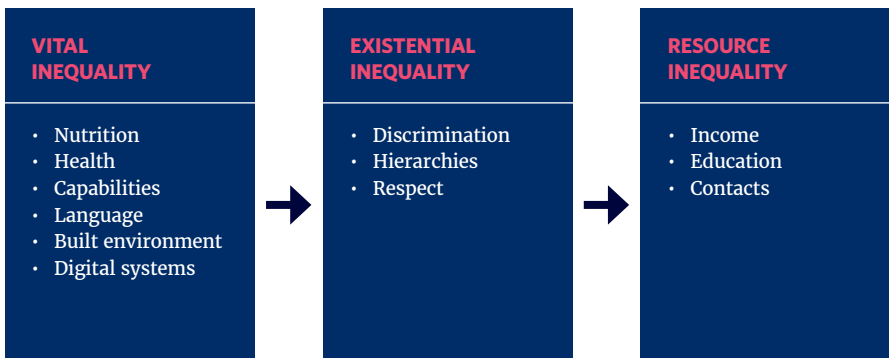 VITAL
INEQUALITY
• Nutrition
• Health
• Capabilities
• Language
• Built environment
• Digital systems
EXISTENTIAL
INEQUALITY
• Discrimination
• Hierarchies
• Respect
RESOURCE
INEQUALITY
• Income
• Education
• Contacts